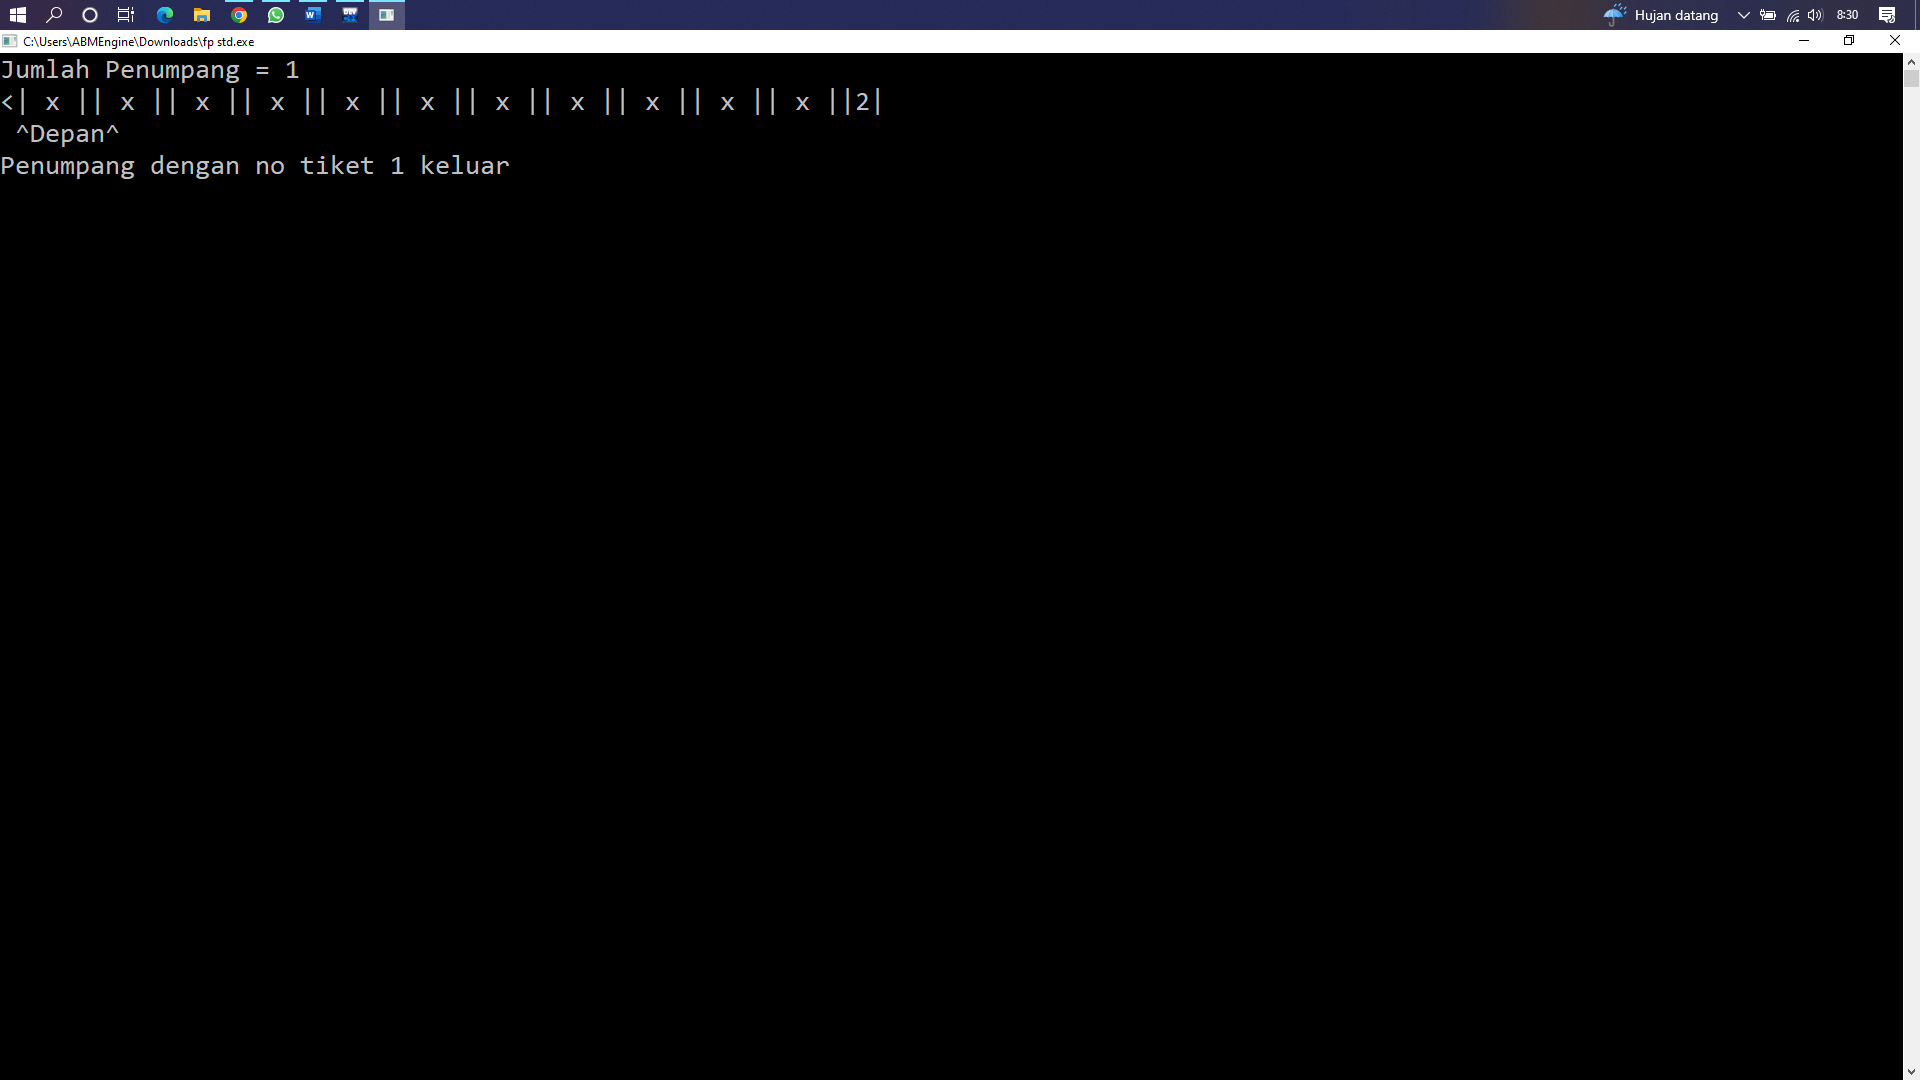 Hujan datang 8:30
C:\Users\ABMEngine\Downloads\fp std.exe
Jumlah Penumpang = 1
<| x || x || x || x || x || x || x || x || x || x || x ||2|
^Depan^
Penumpang dengan no tiket 1 keluar